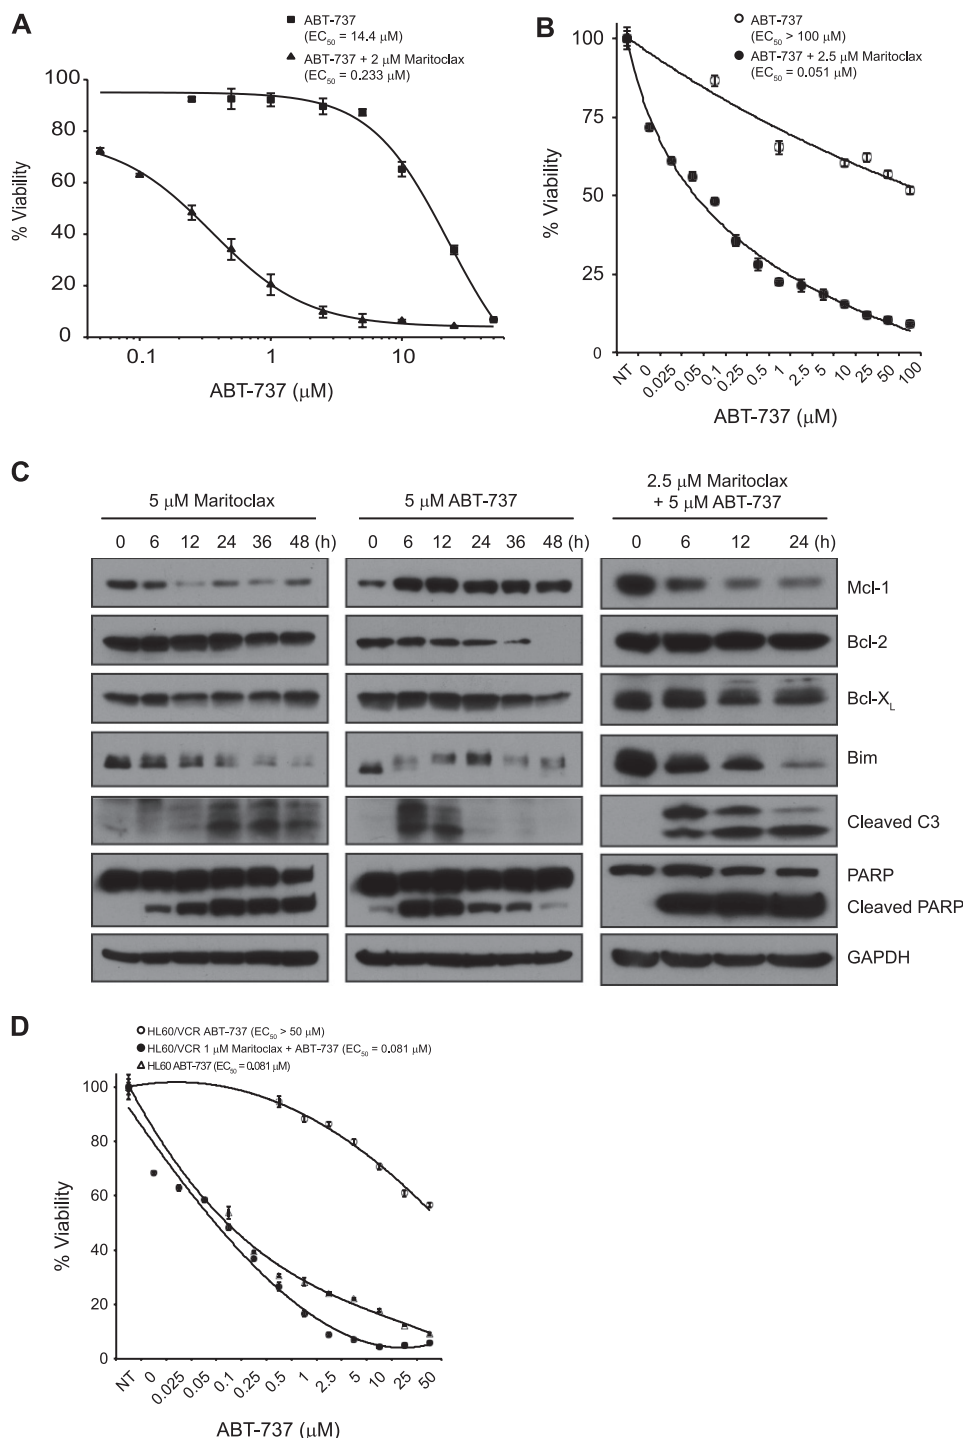 A
ABT-737
(EC50 = 14.4 μM)
ABT-737 + 2 μM Maritoclax
(EC50 = 0.233 μM)
100
80
60
40
20
0
% Viability
0.1
1
10
ABT-737 (μM)
B
ABT-737
(EC50 > 100 μM)
ABT-737 + 2.5 μM Maritoclax
(EC50 = 0.051 μM)
100
75
50
25
0
% Viability
NT 0 0.025 0.05 0.1 0.25 0.5 1 2.5 5 10 25 50 100
ABT-737 (μM)
C
5 μM Maritoclax
0 6 12 24 36 48 (h)
5 μM ABT-737
0 6 12 24 36 48 (h)
2.5 μM Maritoclax
+ 5 μM ABT-737
0 6 12 24 (h)
Mcl-1
Bcl-2
Bcl-XL
Bim
Cleaved C3
PARP
Cleaved PARP
GAPDH
D
HL60/VCR ABT-737 (EC50 > 50 μM)
HL60/VCR 1 μM Maritoclax + ABT-737 (EC50 = 0.081 μM)
HL60 ABT-737 (EC50 = 0.081 μM)
100
80
60
40
20
0
% Viability
NT 0 0.025 0.05 0.1 0.25 0.5 1 2.5 5 10 25 50
ABT-737 (μM)